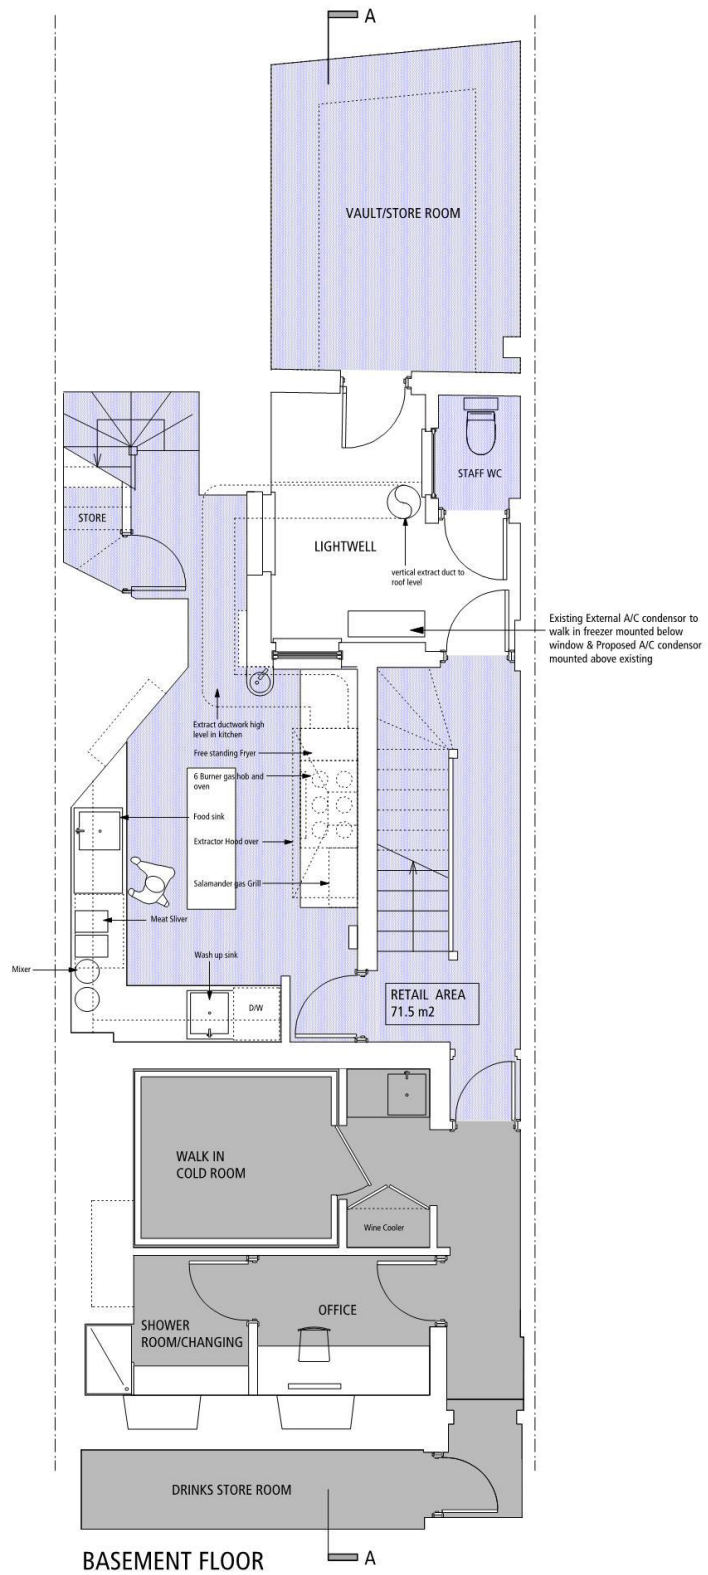 A
VAULT/STORE ROOM
STAFF WC
STORE
LIGHTWELL
vertical extract duct to
roof level
Existing External A/C condensor to
walk in freezer mounted below
window & Proposed A/C condensor
mounted above existing
Extract ductwork high
level in kitchen
Free standing Fryer
6 Burner gas hob and
oven
Food sink
Extractor Hood over
Salamander gas Grill
Meat Sliver
Wash up sink
Mixer
D/W
RETAIL AREA
71.5 m2
WALK IN
COLD ROOM
Wine Cooler
OFFICE
SHOWER
ROOM/CHANGING
DRINKS STORE ROOM
BASEMENT FLOOR
A